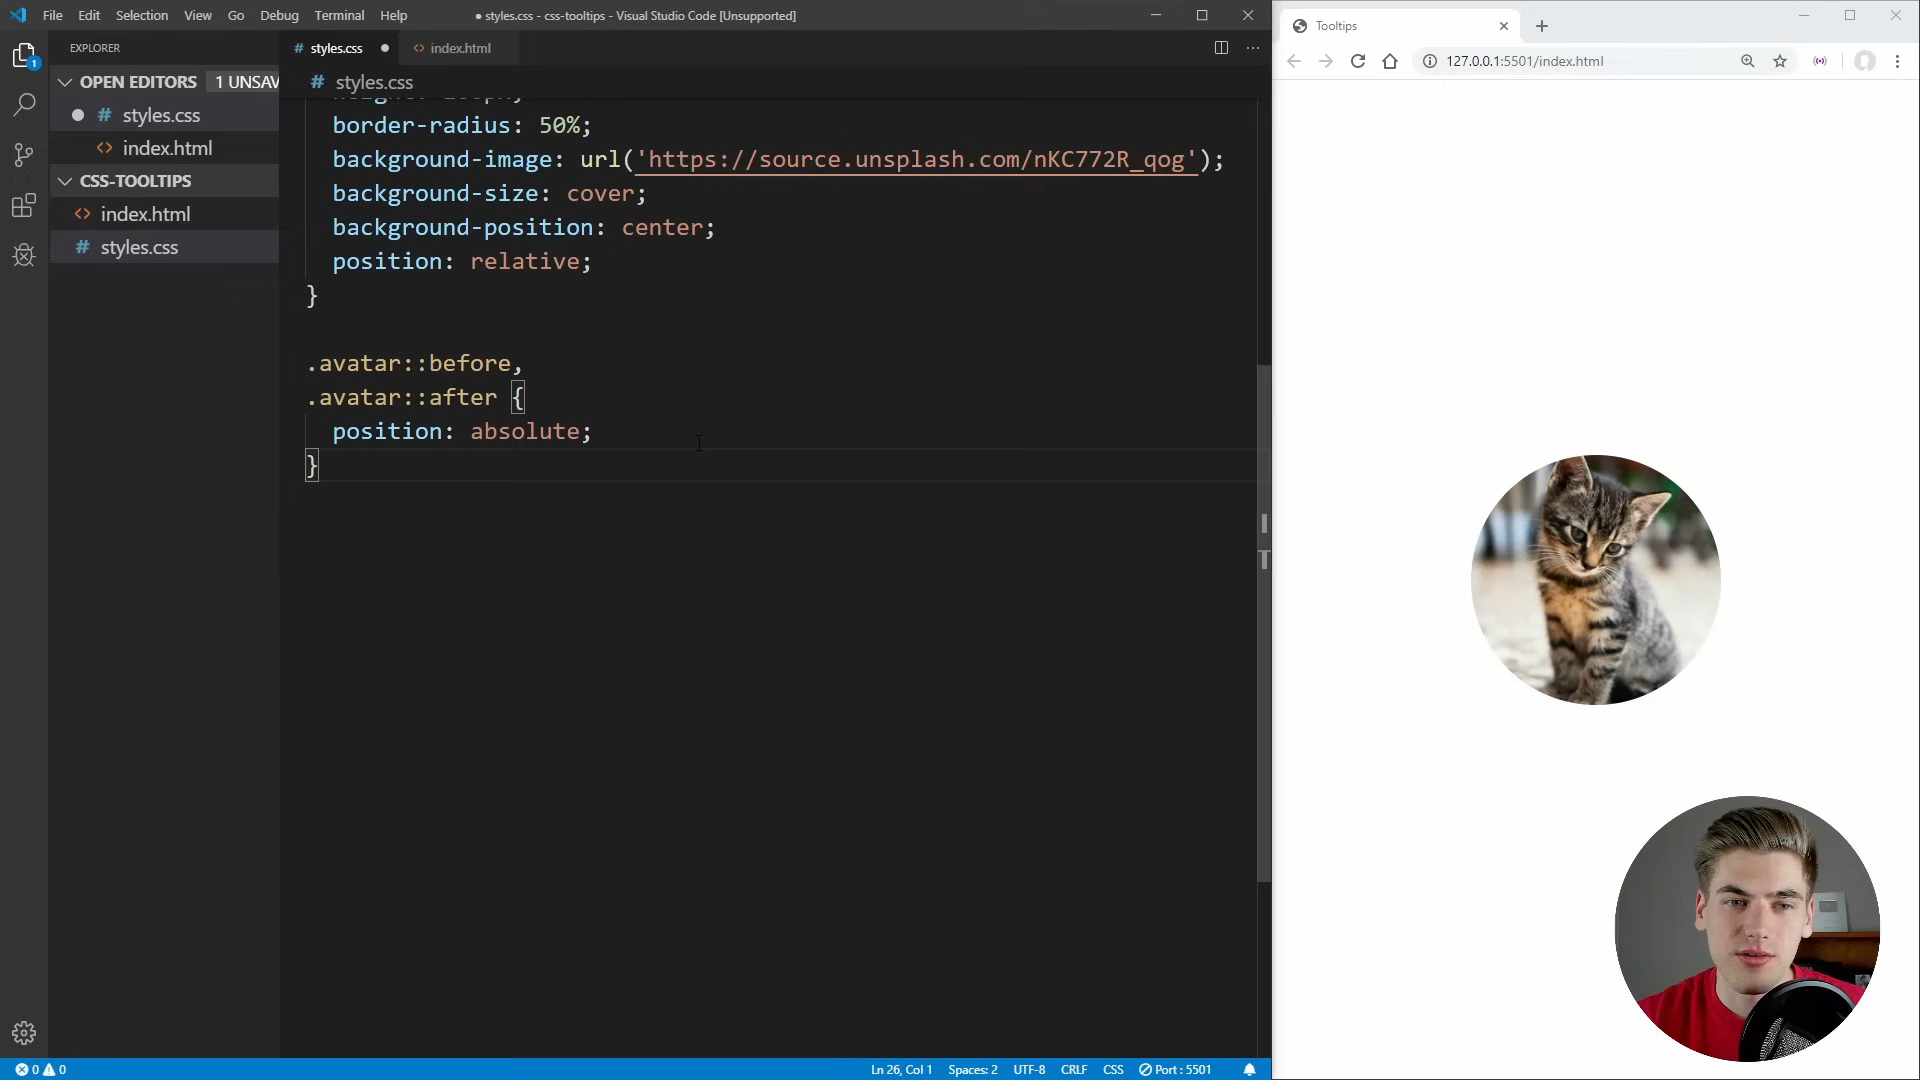 File Edit Selection View Go Debug Terminal Help
● styles.css - css-tooltips - Visual Studio Code [Unsupported]
Tooltips
127.0.0.1:5501/index.html
EXPLORER
OPEN EDITORS 1 UNSAV
# styles.css
<> index.html
CSS-TOOLTIPS
<> index.html
# styles.css
1
# styles.css ●
<> index.html
# styles.css
border-radius: 50%;
background-image: url('https://source.unsplash.com/nKC772R_qog');
background-size: cover;
background-position: center;
position: relative;
}
.avatar::before,
.avatar::after {
position: absolute;
}
0 0
Ln 26, Col 1 Spaces: 2 UTF-8 CRLF CSS Port : 5501